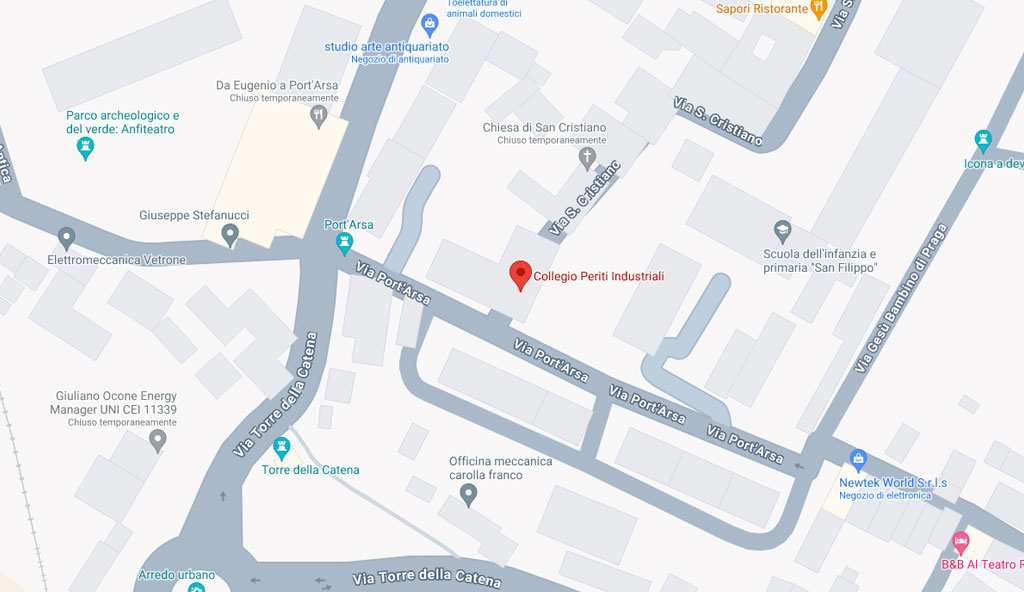 Toelettatura di
animali domestici
Sapori Ristorante
Via S
studio arte antiquariato
Negozio di antiquariato
Da Eugenio a Port'Arsa
Chiuso temporaneamente
Parco archeologico e
del verde: Anfiteatro
Via S. Cristiano
Chiesa di San Cristiano
Chiuso temporaneamente
Icona a dev
Antica
Via S. Cristiano
Giuseppe Stefanucci
Port'Arsa
Elettromeccanica Vetrone
Scuola dell'infanzia e
primaria "San Filippo"
Via Port'Arsa
Collegio Periti Industriali
Via Gesù Bambino di Praga
Via Port'Arsa
Via Torre della Catena
Via Port'Arsa
Giuliano Ocone Energy
Manager UNI CEI 11339
Chiuso temporaneamente
Via Port'Arsa
Torre della Catena
Officina meccanica
carolla franco
Newtek World S.r.l.s
Negozio di elettronica
B&B Al Teatro R
Arredo urbano
Via Torre della Catena